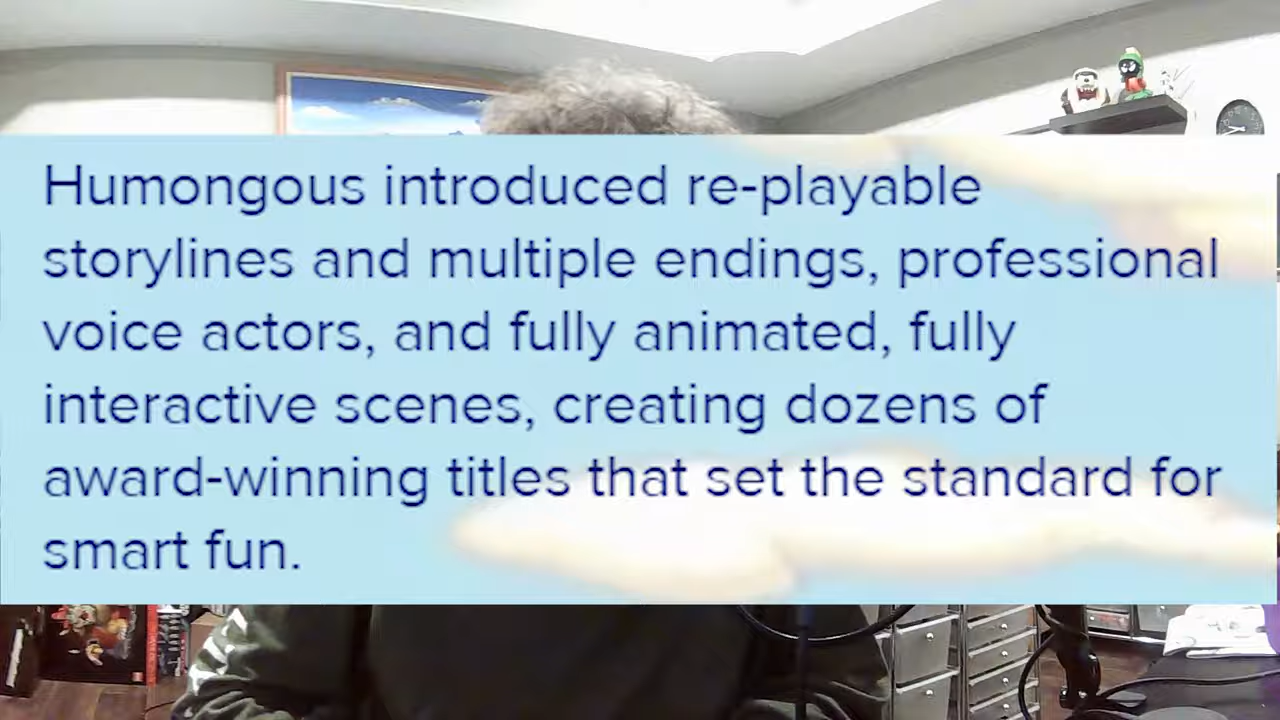 Humongous introduced re-playable
storylines and multiple endings, professional
voice actors, and fully animated, fully
interactive scenes, creating dozens of
award-winning titles that set the standard for
smart fun.